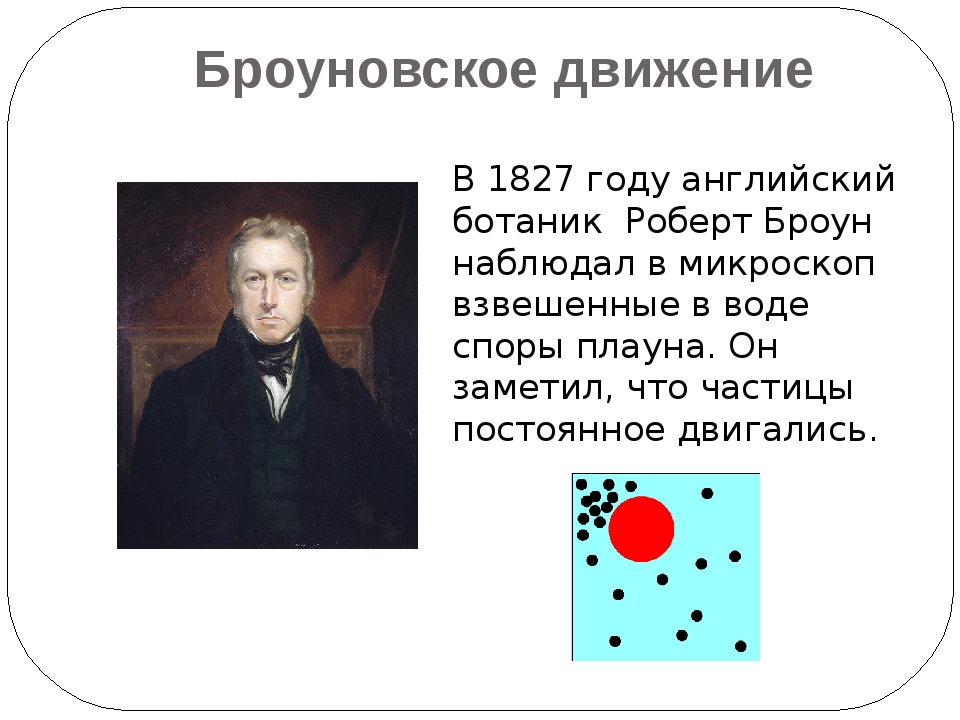 Броуновское движение
В 1827 году английский
ботаник  Роберт Броун
наблюдал в микроскоп
взвешенные в воде
споры плауна. Он
заметил, что частицы
постоянное двигались.